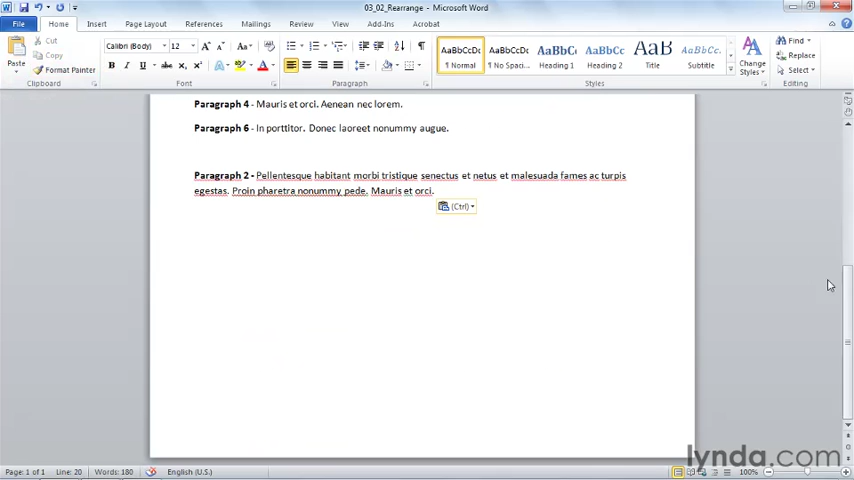 03_02_Rearrange - Microsoft Word
File Home Insert Page Layout References Mailings Review View Add-Ins Acrobat
Paste Cut Copy Format Painter
Calibri (Body) 12
AaBbCcDc ¶ Normal
AaBbCcDc ¶ No Spaci...
AaBbCc Heading 1
AaBbCc Heading 2
AaB Title
AaBbCc. Subtitle
Change Styles
Find
Replace
Select
Clipboard Font Paragraph Styles Editing
Paragraph 4 - Mauris et orci. Aenean nec lorem.
Paragraph 6 - In porttitor. Donec laoreet nonummy augue.
Paragraph 2 - Pellentesque habitant morbi tristique senectus et netus et malesuada fames ac turpis
egestas. Proin pharetra nonummy pede. Mauris et orci.
(Ctrl)
lynda.com
Page: 1 of 1 Line: 20 Words: 180 English (U.S.) 100%